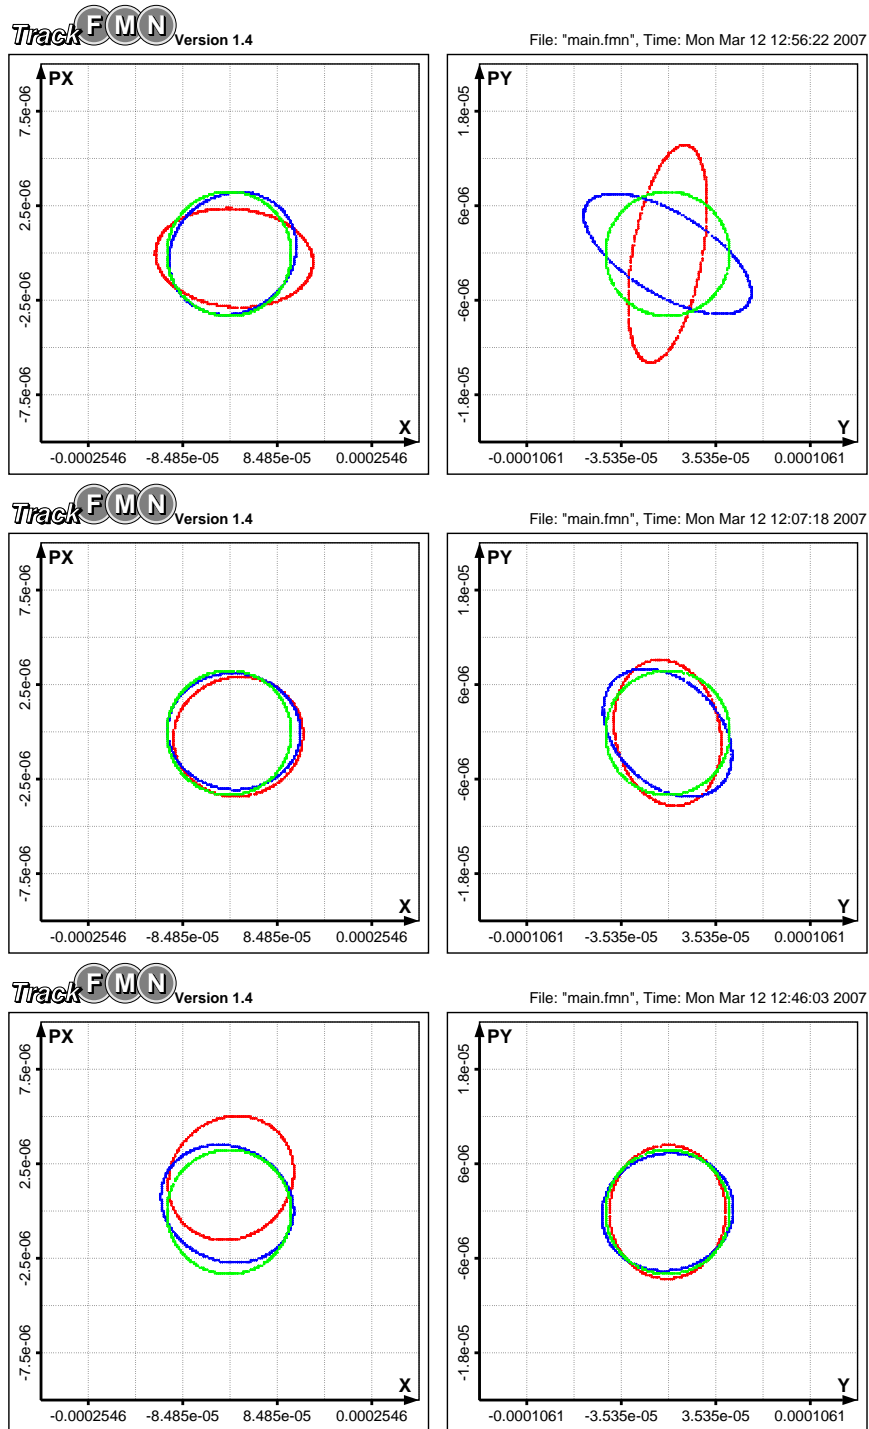 Track FMN Version 1.4
File: "main.fmn", Time: Mon Mar 12 12:56:22 2007
PX
7.5e-06
2.5e-06
-2.5e-06
-7.5e-06
X
-0.0002546 -8.485e-05 8.485e-05 0.0002546
PY
1.8e-05
6e-06
-6e-06
-1.8e-05
Y
-0.0001061 -3.535e-05 3.535e-05 0.0001061
Track FMN Version 1.4
File: "main.fmn", Time: Mon Mar 12 12:07:18 2007
PX
7.5e-06
2.5e-06
-2.5e-06
-7.5e-06
X
-0.0002546 -8.485e-05 8.485e-05 0.0002546
PY
1.8e-05
6e-06
-6e-06
-1.8e-05
Y
-0.0001061 -3.535e-05 3.535e-05 0.0001061
Track FMN Version 1.4
File: "main.fmn", Time: Mon Mar 12 12:46:03 2007
PX
7.5e-06
2.5e-06
-2.5e-06
-7.5e-06
X
-0.0002546 -8.485e-05 8.485e-05 0.0002546
PY
1.8e-05
6e-06
-6e-06
-1.8e-05
Y
-0.0001061 -3.535e-05 3.535e-05 0.0001061